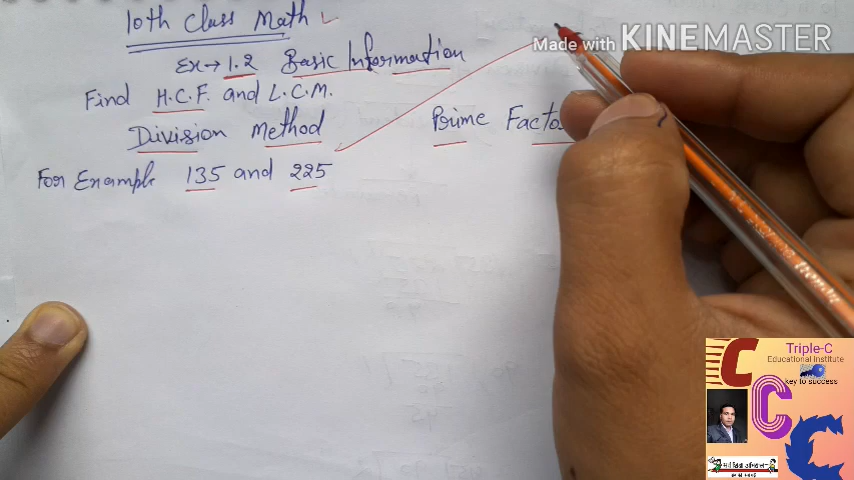 10th Class Math
Made with KINEMASTER
Ex→ 1.2 Basic Information
Find H.C.F. and L.C.M.
Division Method
Prime
For Example 135 and 225
Triple-C
Educational Institute
key to success
C
C
C